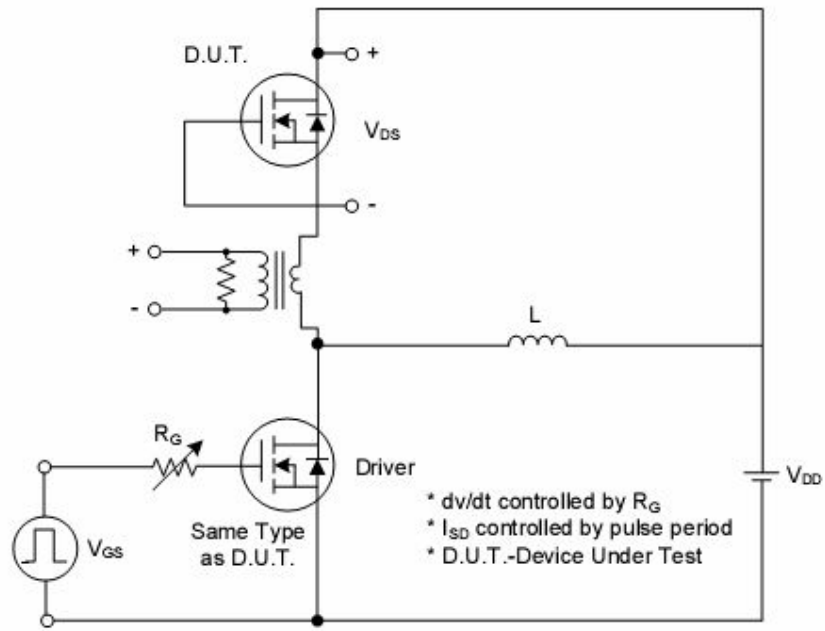 D.U.T.
+
VDS
-
+
-
L
RG
Driver
VDD
* dv/dt controlled by RG
* ISD controlled by pulse period
* D.U.T.-Device Under Test
Same Type
as D.U.T.
VGS